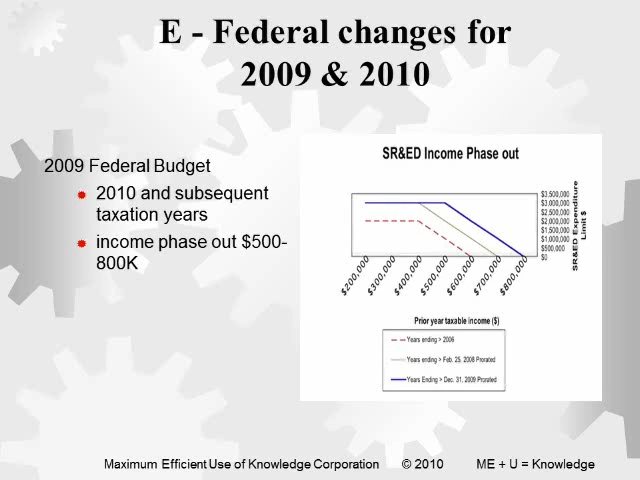 E - Federal changes for
2009 & 2010
2009 Federal Budget
2010 and subsequent
taxation years
income phase out $500-
800K
SR&ED Income Phase out
$3,500,000
$3,000,000
$2,500,000
$2,000,000
$1,500,000
$1,000,000
$500,000
$0
SR&ED Expenditure
Limit $
$200,000
$300,000
$400,000
$500,000
$600,000
$700,000
$800,000
Prior year taxable income ($)
Years ending > 2006
Years ending > Feb. 25, 2008 Prorated
Years Ending > Dec. 31, 2009 Prorated
Maximum Efficient Use of Knowledge Corporation © 2010 ME + U = Knowledge